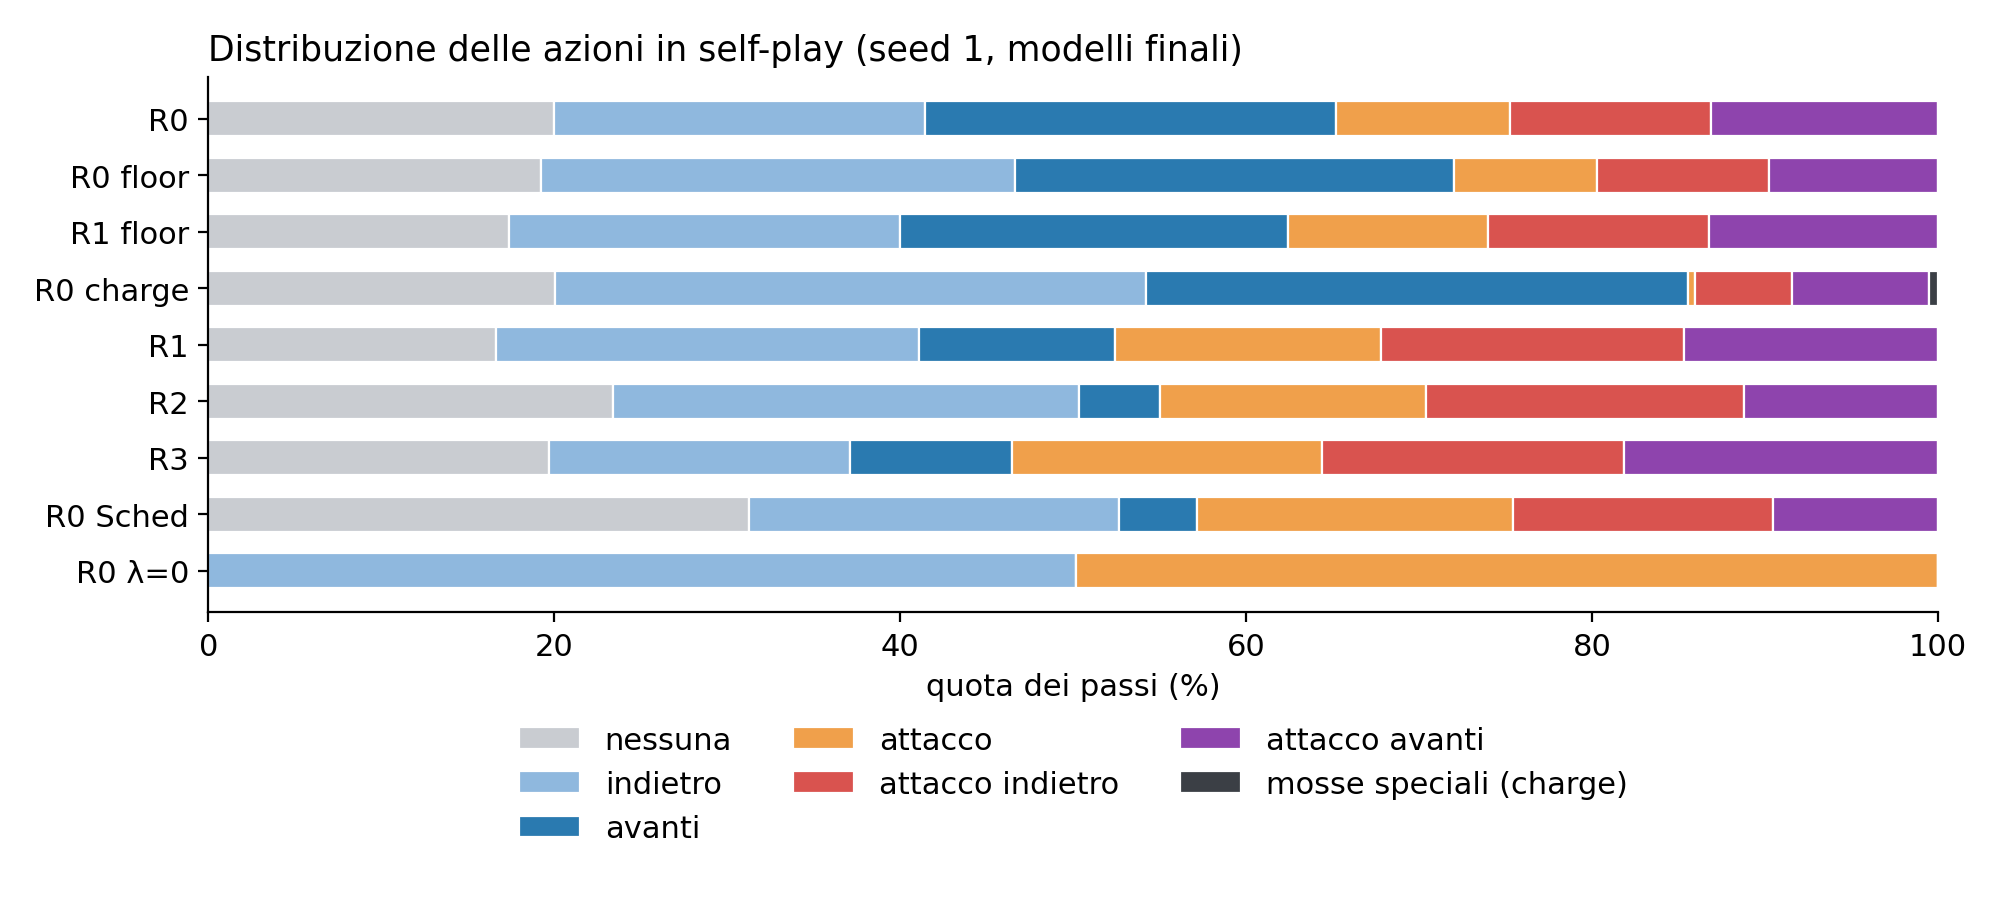 Distribuzione delle azioni in self-play (seed 1, modelli finali)
R0
R0 floor
R1 floor
R0 charge
R1
R2
R3
R0 Sched
R0 λ=0
0 20 40 60 80 100
quota dei passi (%)
nessuna attacco attacco avanti
indietro attacco indietro mosse speciali (charge)
avanti